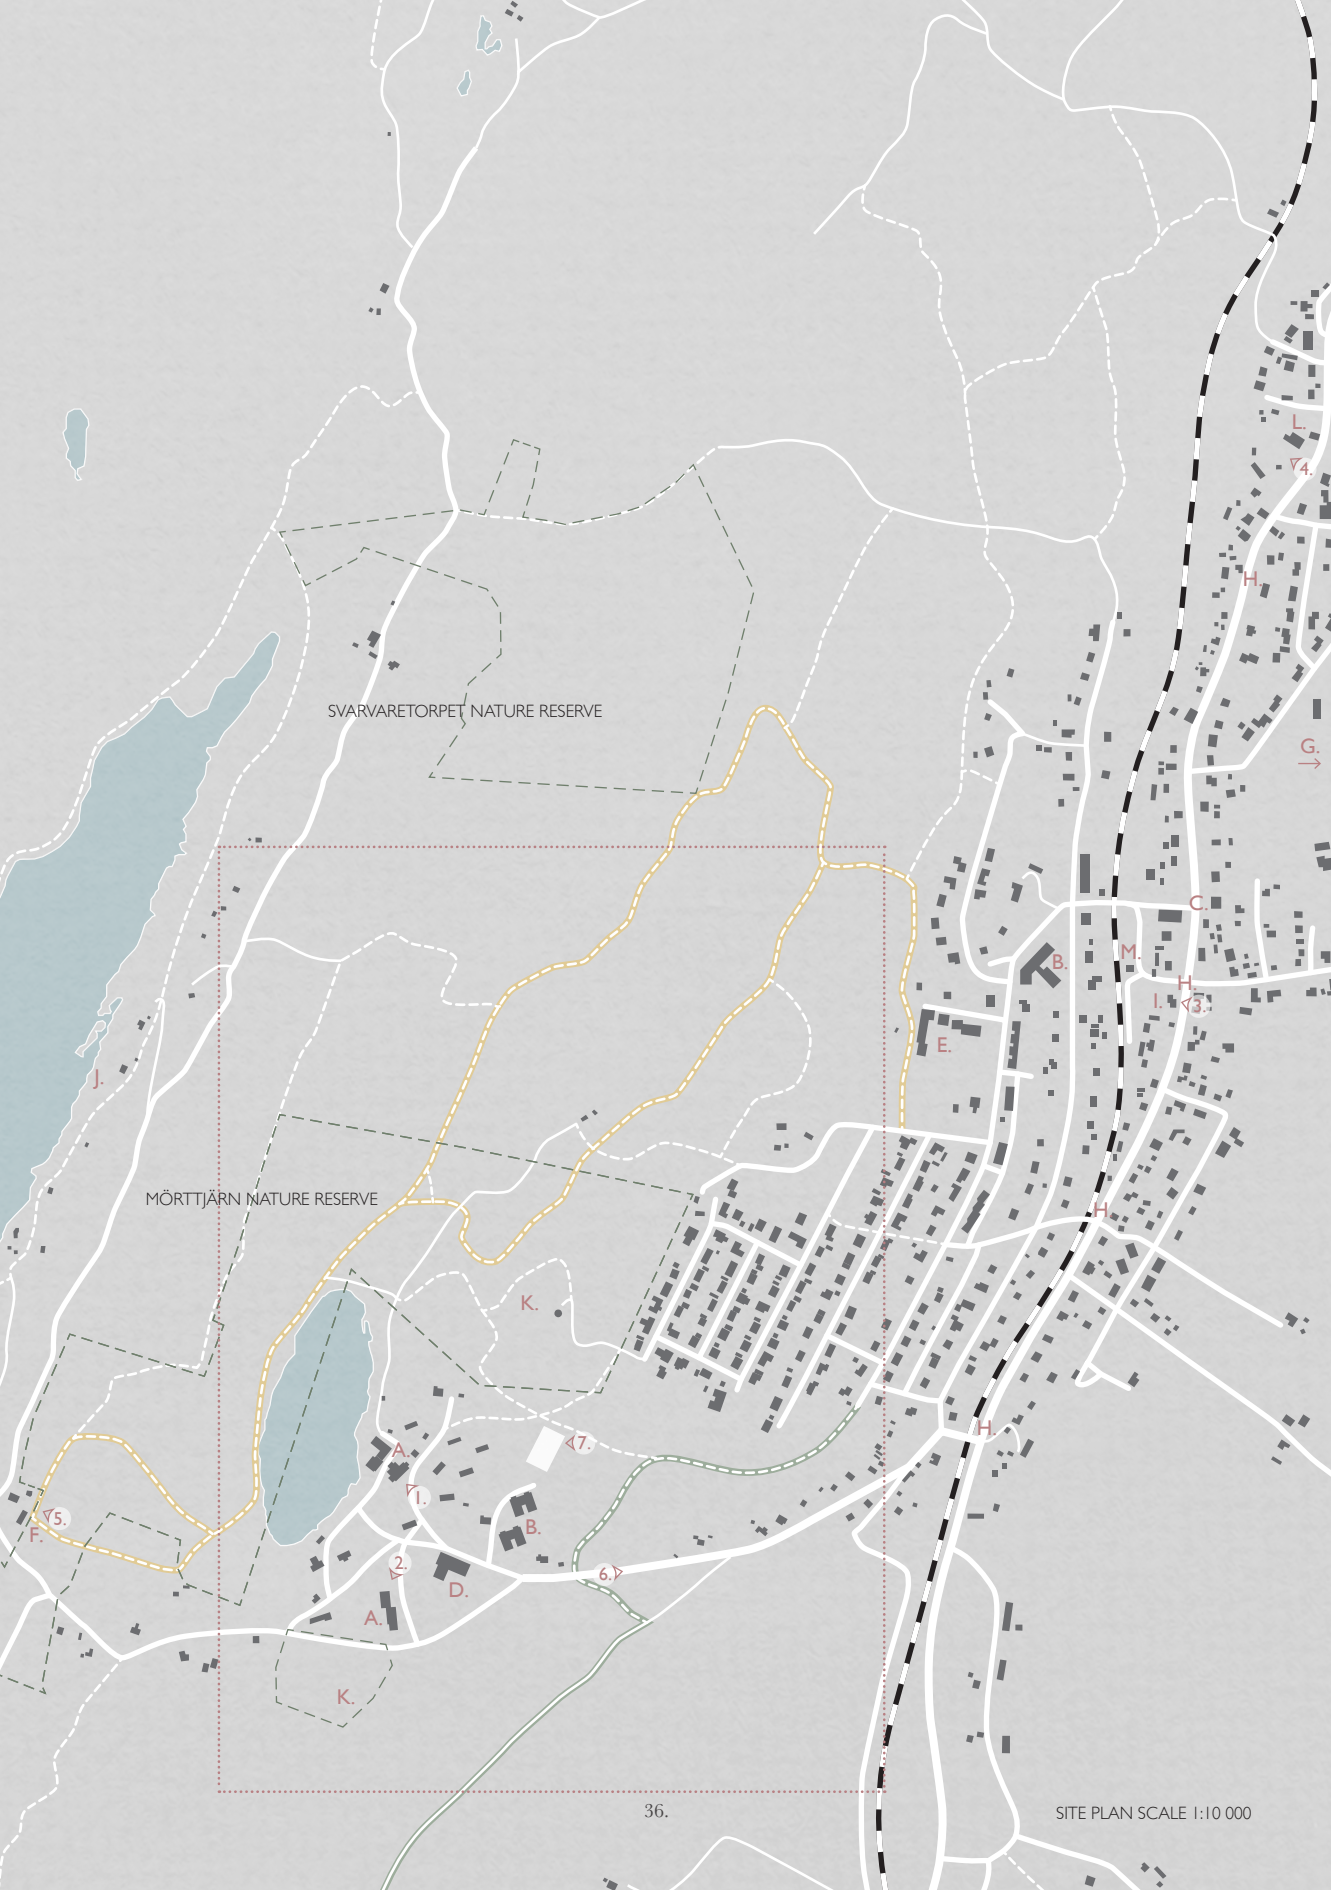 L.
4.
H.
SVARVARETORPET NATURE RESERVE
G.
C.
M.
B.
H.
I.
3.
E.
J.
MÖRTTJÄRN NATURE RESERVE
H
K.
H.
7.
A.
1.
5.
F.
B.
2.
6.
D.
A.
K.
36.
SITE PLAN SCALE 1:10 000